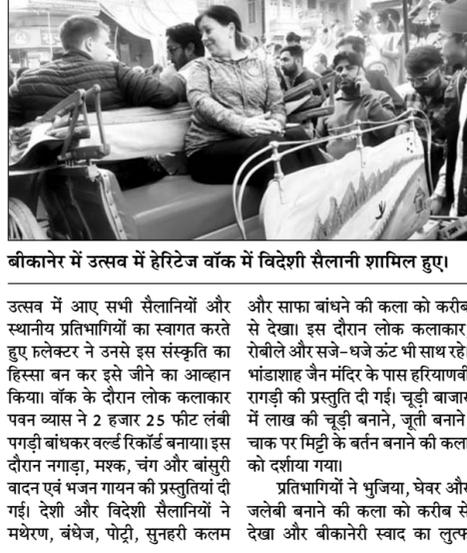 बीकानेर में उत्सव में हेरिटेज वॉक में विदेशी सैलानी शामिल हुए।
उत्सव में आए सभी सैलानियों और
स्थानीय प्रतिभागियों का स्वागत करते
हुए कलेक्टर ने उनसे इस संस्कृति का
हिस्सा बन कर इसे जीने का आव्हान
किया। वॉक के दौरान लोक कलाकार
पवन व्यास ने 2 हजार 25 फीट लंबी
पगड़ी बांधकर वर्ल्ड रिकॉर्ड बनाया। इस
दौरान नगाड़ा, मश्क, चंग और बांसुरी
वादन एवं भजन गायन की प्रस्तुतियां दी
गई। देशी और विदेशी सैलानियों ने
मथेरण, बंधेज, पोट्री, सुनहरी कलम
और साफा बांधने की कला को करीब
से देखा। इस दौरान लोक कलाकार,
रोबीले और सजे-धजे ऊंट भी साथ रहे।
भांडाशाह जैन मंदिर के पास हरियाणवी
रागड़ी की प्रस्तुति दी गई। चूड़ी बाजार
में लाख की चूड़ी बनाने, जूती बनाने
चाक पर मिट्टी के बर्तन बनाने की कला
को दर्शाया गया।
प्रतिभागियों ने भुजिया, घेवर और
जलेबी बनाने की कला को करीब से
देखा और बीकानेरी स्वाद का लुत्फ